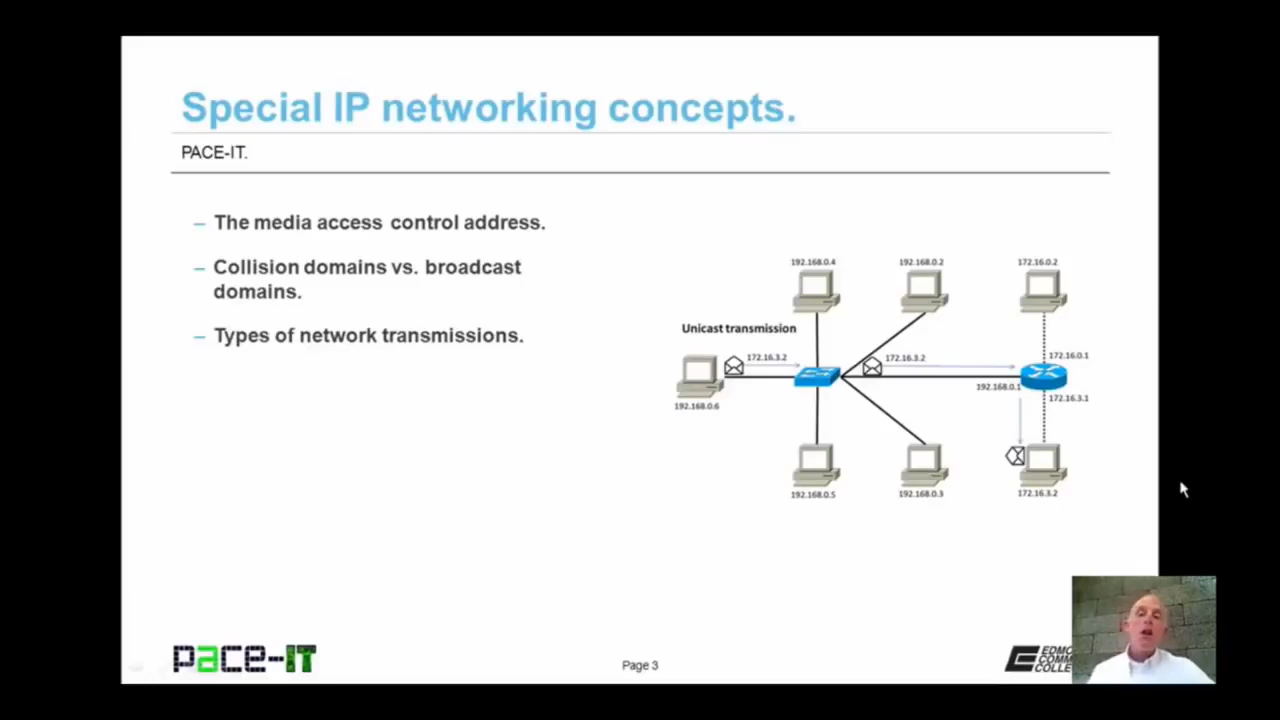 Special IP networking concepts.
PACE-IT.
– The media access control address.
– Collision domains vs. broadcast
domains.
– Types of network transmissions.
192.168.0.4
192.168.0.2
172.16.0.2
Unicast transmission
172.16.3.2
172.16.3.2
172.16.0.1
192.168.0.6
192.168.0.1
172.16.3.1
192.168.0.5
192.168.0.3
172.16.3.2
pace-IT
Page 3